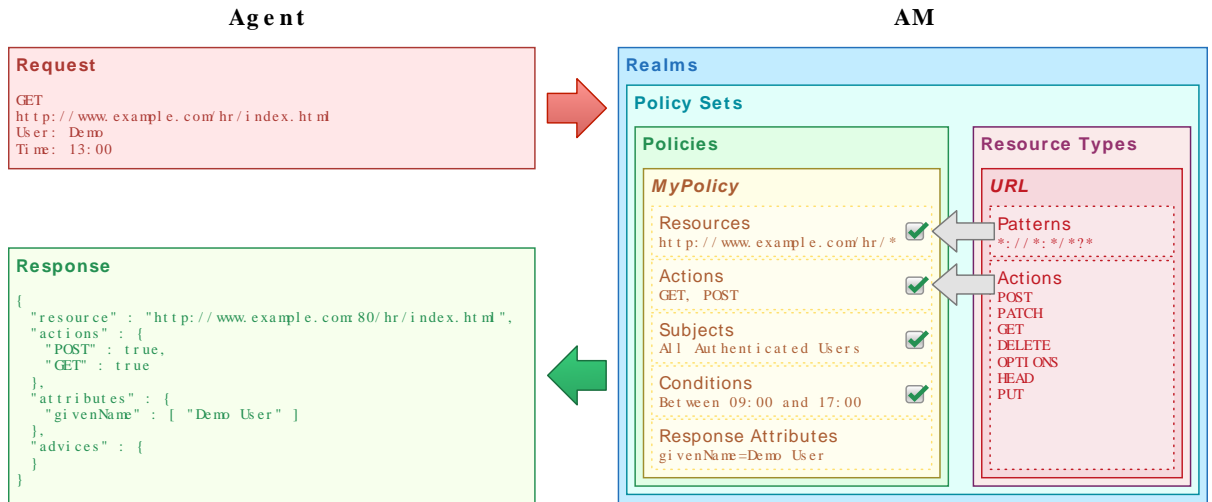 Agent
AM
Request
GET
http://www.example.com/hr/index.html
User: Demo
Time: 13:00
Response
{
"resource" : "http://www.example.com:80/hr/index.html",
"actions" : {
"POST" : true,
"GET" : true
},
"attributes" : {
"givenName" : [ "Demo User" ]
},
"advices" : {
}
}
Realms
Policy Sets
Policies
MyPolicy
Resources
http://www.example.com/hr/*
Actions
GET, POST
Subjects
All Authenticated Users
Conditions
Between 09:00 and 17:00
Response Attributes
givenName=Demo User
Resource Types
URL
Patterns
*://*:*/*?*
Actions
POST
PATCH
GET
DELETE
OPTIONS
HEAD
PUT